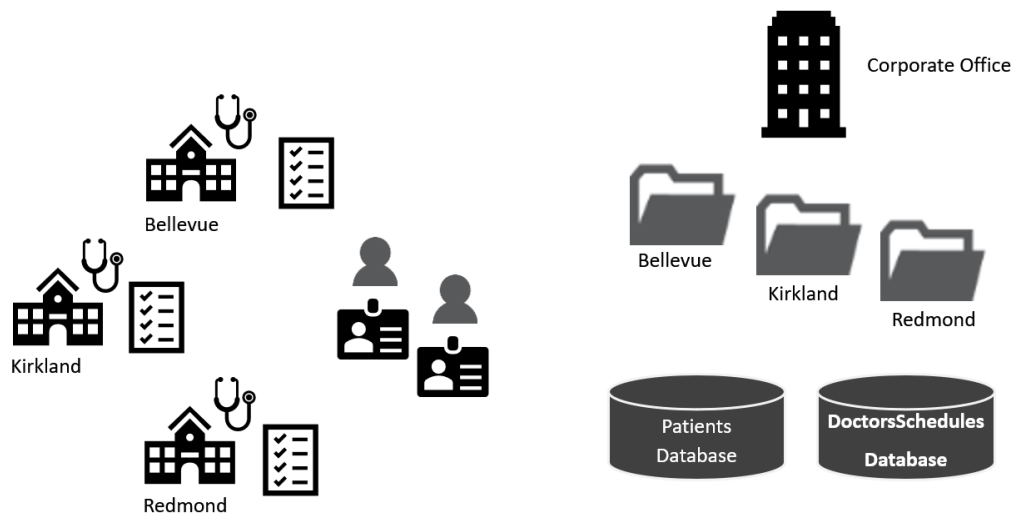 Corporate Office
Bellevue
Kirkland
Redmond
Bellevue
Kirkland
Redmond
Patients
Database
DoctorsSchedules
Database